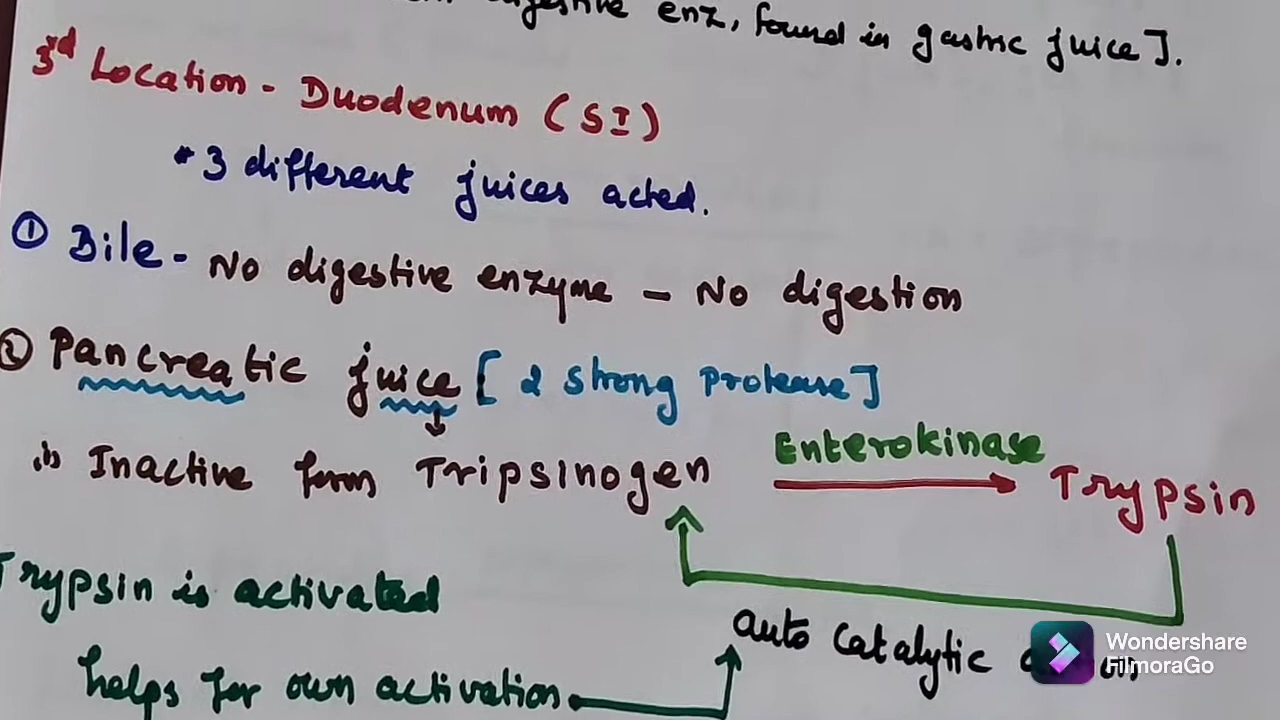 digestive enz, found in gastric juice].
3rd Location - Duodenum (SI)
* 3 different juices acted.
① Bile - No digestive enzyme - No digestion
② Pancreatic juice [2 strong protease]
Enterokinase
Inactive form Tripsinogen Trypsin
Trypsin is activated
auto catalytic
helps for own activation
Wondershare
FilmoraGo